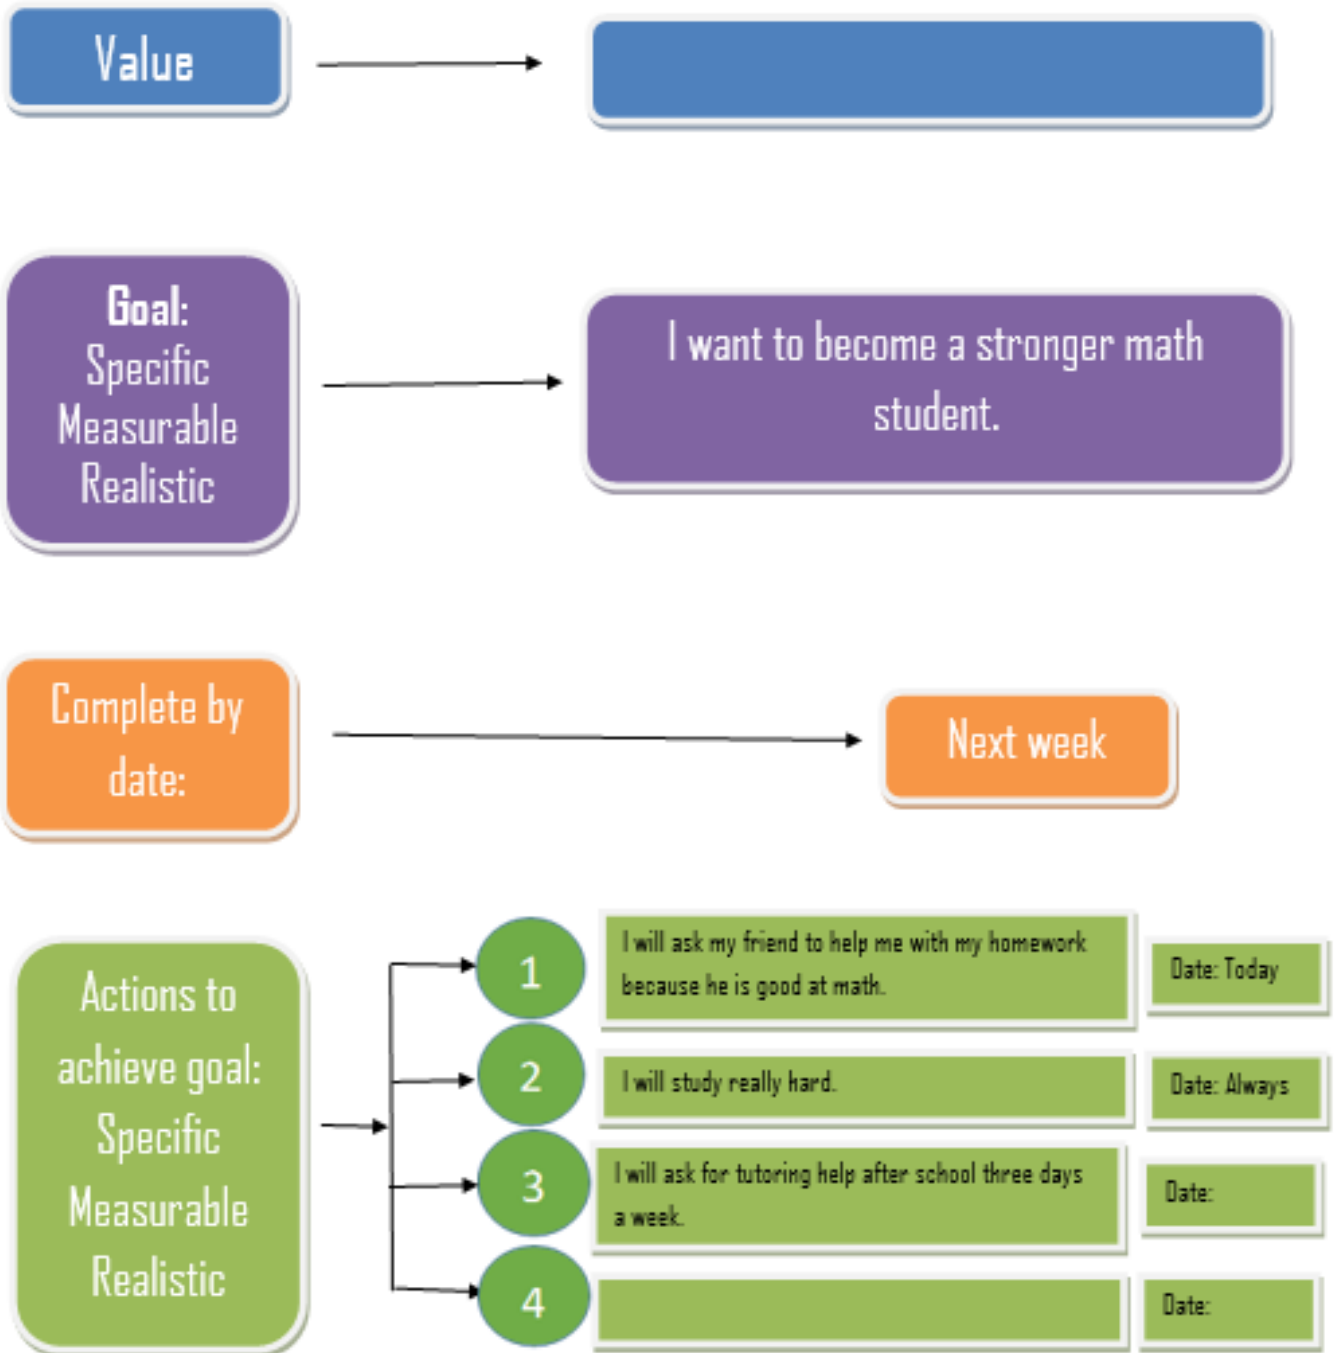 Value
Goal:
Specific
Measurable
Realistic
I want to become a stronger math
student.
Complete by
date:
Next week
Actions to
achieve goal:
Specific
Measurable
Realistic
1
I will ask my friend to help me with my homework
because he is good at math.
Date: Today
2
I will study really hard.
Date: Always
3
I will ask for tutoring help after school three days
a week.
Date:
4
Date: